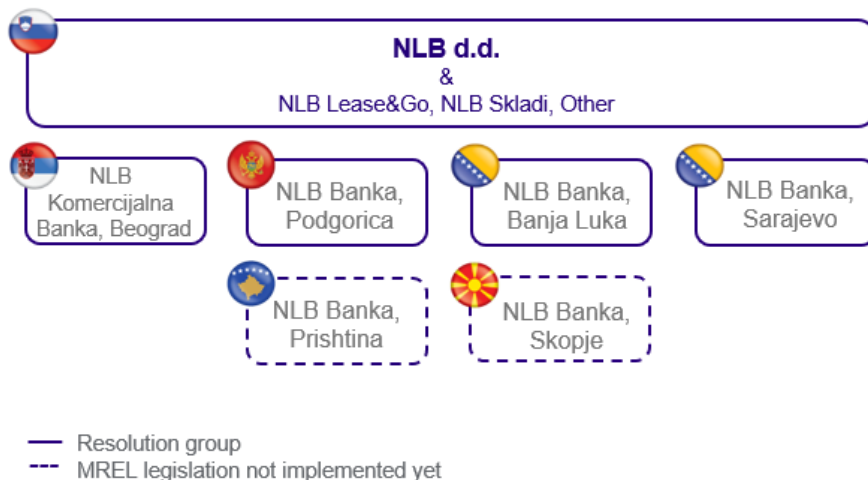 NLB d.d.
&
NLB Lease&Go, NLB Skladi, Other
NLB
Komercijalna
Banka, Beograd
NLB Banka,
Podgorica
NLB Banka,
Banja Luka
NLB Banka,
Sarajevo
NLB Banka,
Prishtina
NLB Banka,
Skopje
Resolution group
MREL legislation not implemented yet